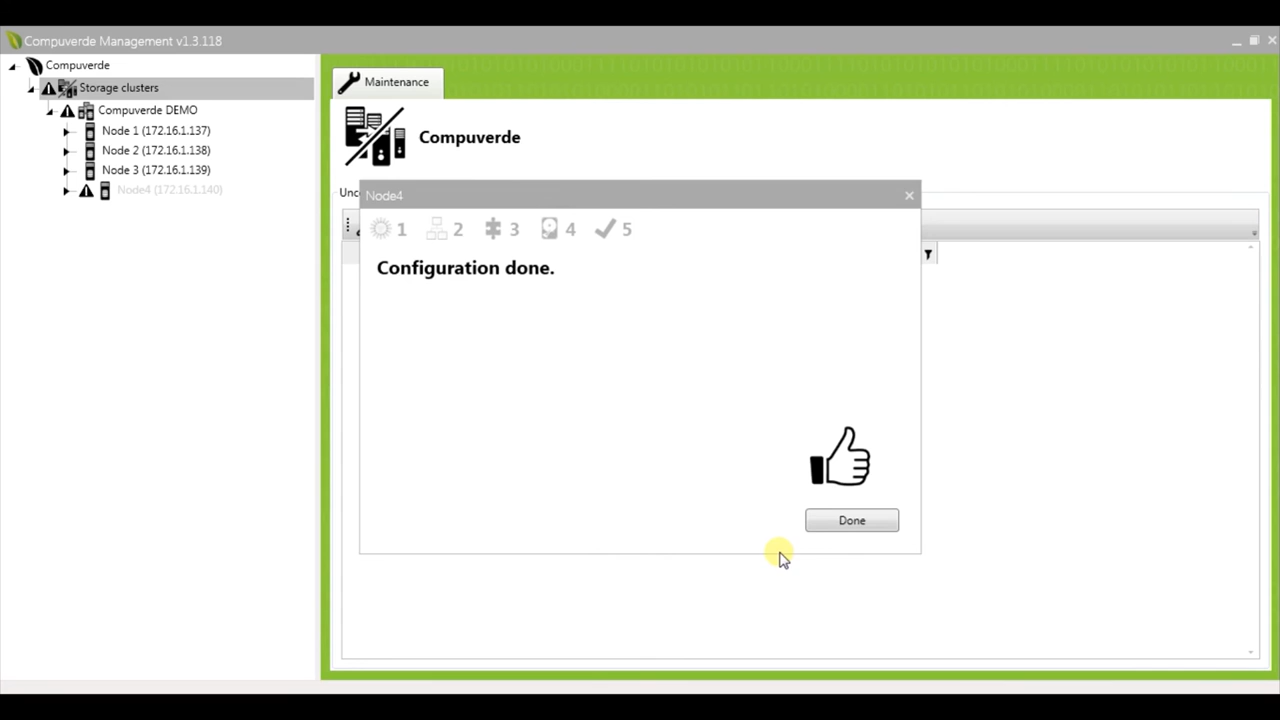 Compuverde Management v1.3.118
Compuverde
Storage clusters
Compuverde DEMO
Node 1 (172.16.1.137)
Node 2 (172.16.1.138)
Node 3 (172.16.1.139)
Node4 (172.16.1.140)
Maintenance
Compuverde
Unc
Node4
1 2 3 4 5
Configuration done.
Done